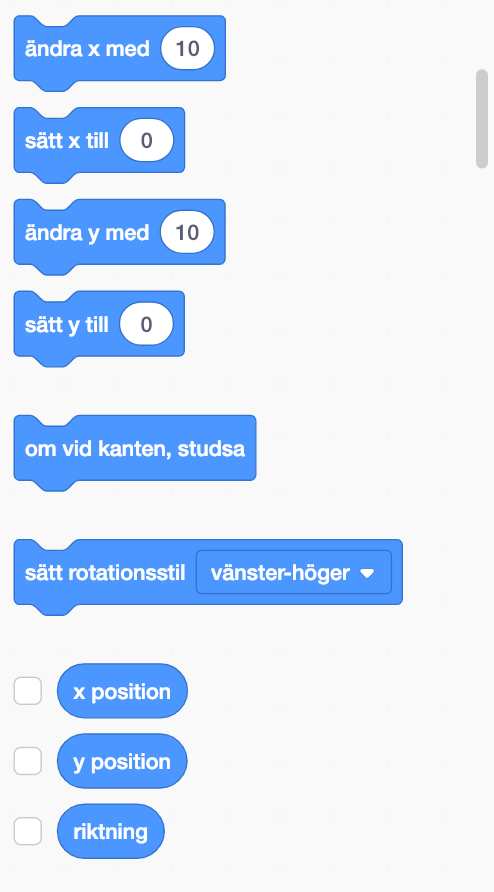 ändra x med 10
sätt x till 0
ändra y med 10
sätt y till 0
om vid kanten, studsa
sätt rotationsstil vänster-höger
x position
y position
riktning